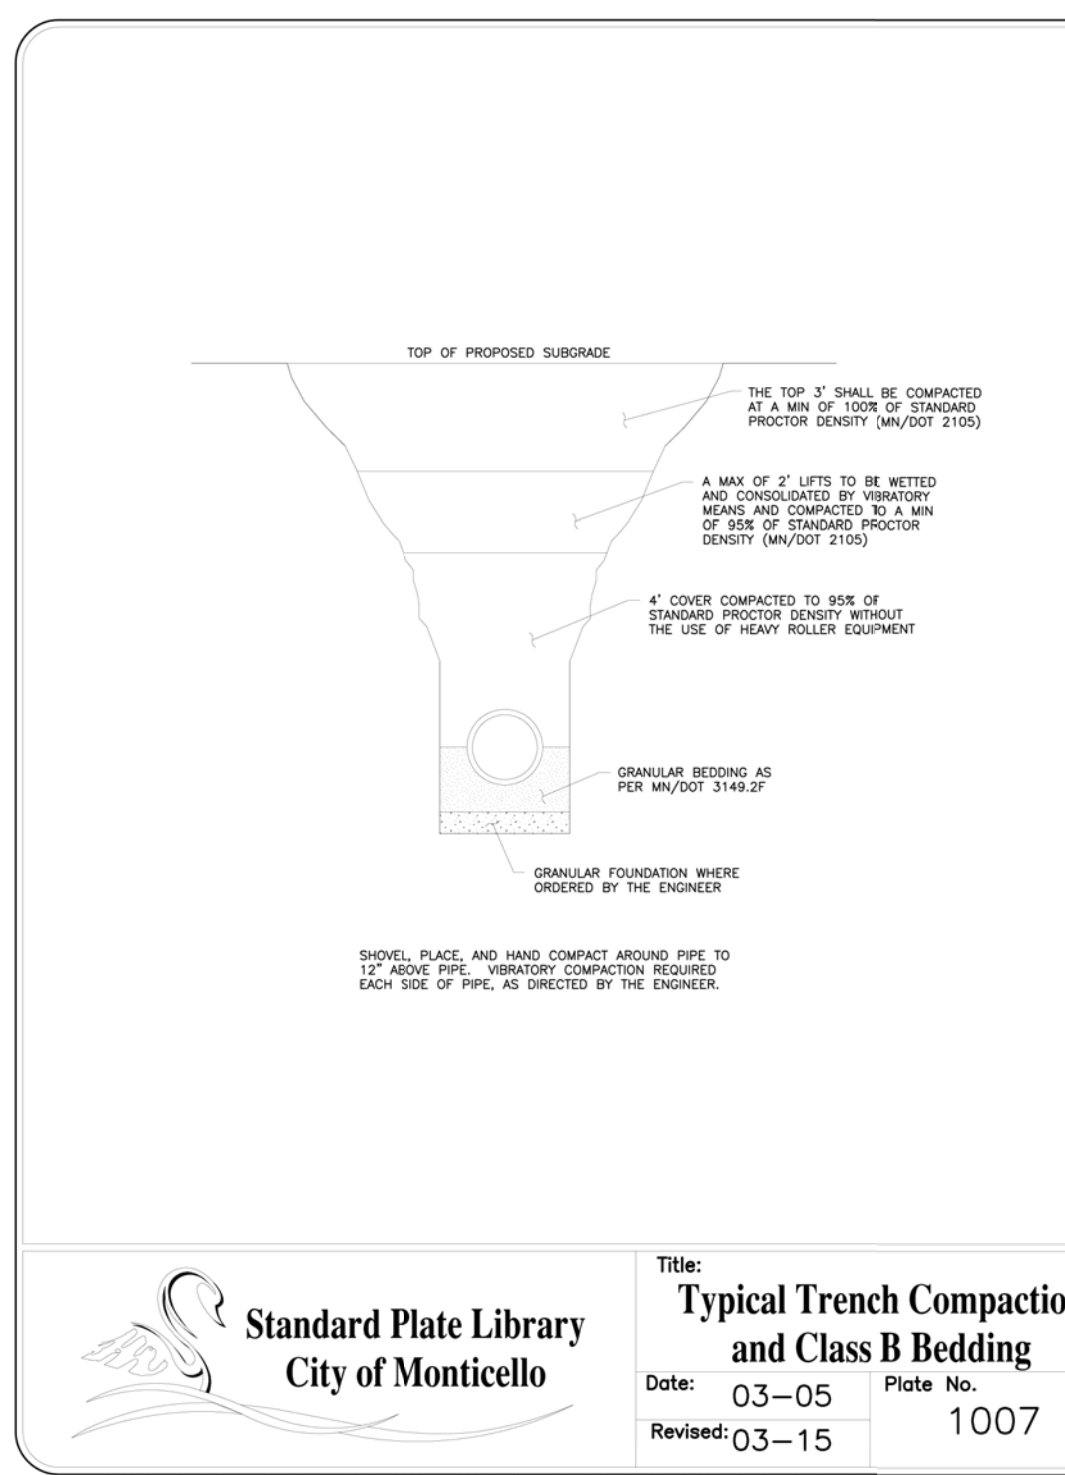 TOP OF PROPOSED SUBGRADE
THE TOP 3' SHALL BE COMPACTED
AT A MIN OF 100% OF STANDARD
PROCTOR DENSITY (MN/DOT 2105)
A MAX OF 2' LIFTS TO BE WETTED
AND CONSOLIDATED BY VIBRATORY
MEANS AND COMPACTED TO A MIN
OF 95% OF STANDARD PROCTOR
DENSITY (MN/DOT 2105)
4' COVER COMPACTED TO 95% OF
STANDARD PROCTOR DENSITY WITHOUT
THE USE OF HEAVY ROLLER EQUIPMENT
GRANULAR BEDDING AS
PER MN/DOT 3149.2F
GRANULAR FOUNDATION WHERE
ORDERED BY THE ENGINEER
SHOVEL, PLACE, AND HAND COMPACT AROUND PIPE TO
12" ABOVE PIPE. VIBRATORY COMPACTION REQUIRED
EACH SIDE OF PIPE, AS DIRECTED BY THE ENGINEER.
Standard Plate Library
City of Monticello
Title:
Typical Trench Compactio
and Class B Bedding
Date: 03-05
Plate No.
1007
Revised: 03-15